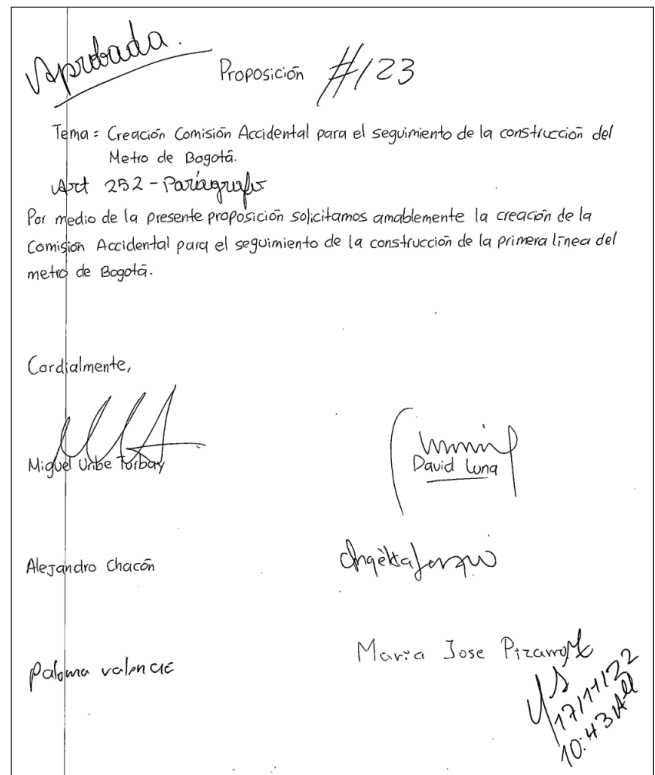 Aprobada.
Proposición #123
Tema = Creación Comisión Accidental para el seguimiento de la construcción del
Metro de Bogotá.
Art 252 - Parágrafo
Por medio de la presente proposición solicitamos amablemente la creación de la
Comisión Accidental para el seguimiento de la construcción de la primera línea del
metro de Bogotá.
Cordialmente,
Miguel Uribe Turbay
David Luna
Alejandro Chacón
Paloma valencia
Maria Jose Pizarro
17/11/22
10:43 AM